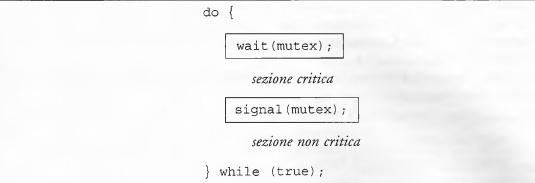 do {
wait(mutex);
sezione critica
signal(mutex);
sezione non critica
} while (true);